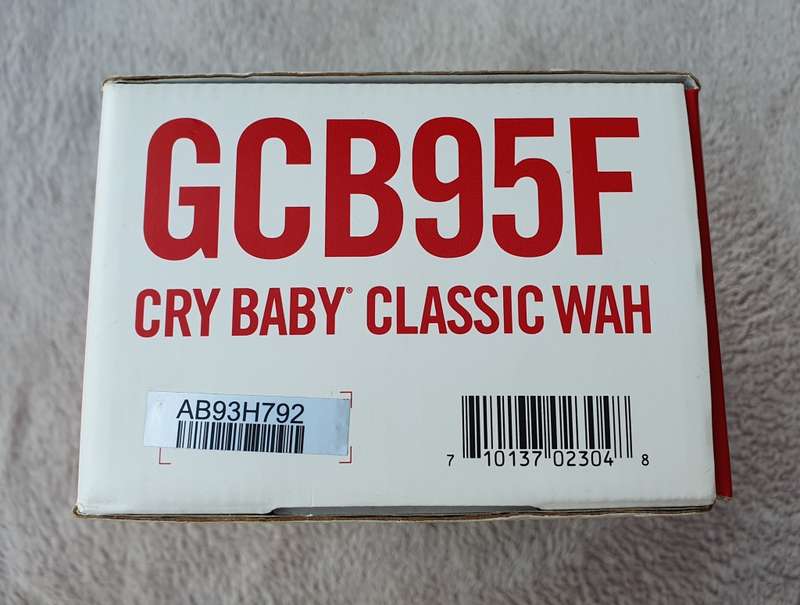 GCB95F
CRY BABY® CLASSIC WAH
AB93H792
7 10137 02304 8